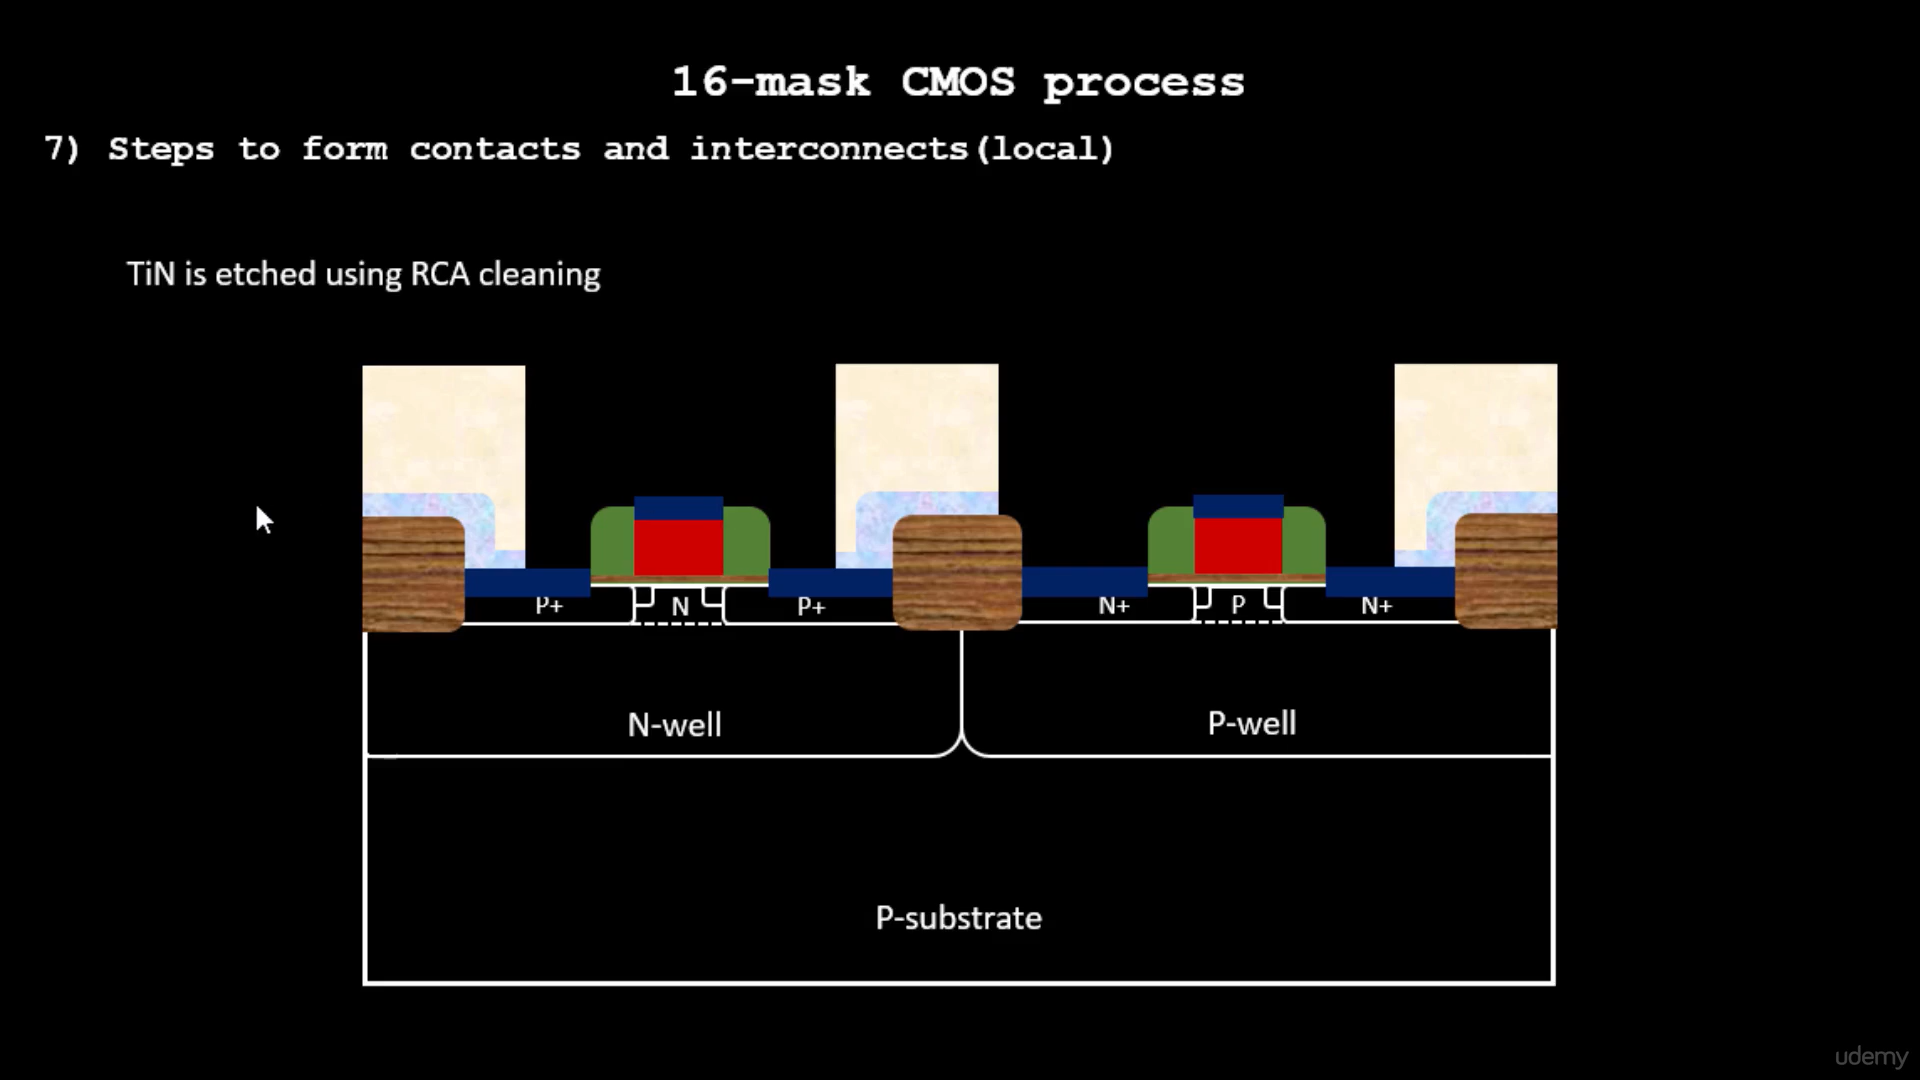 16-mask CMOS process
7) Steps to form contacts and interconnects(local)
TiN is etched using RCA cleaning
P+ N P+ N+ P N+
N-well P-well
P-substrate
udemy